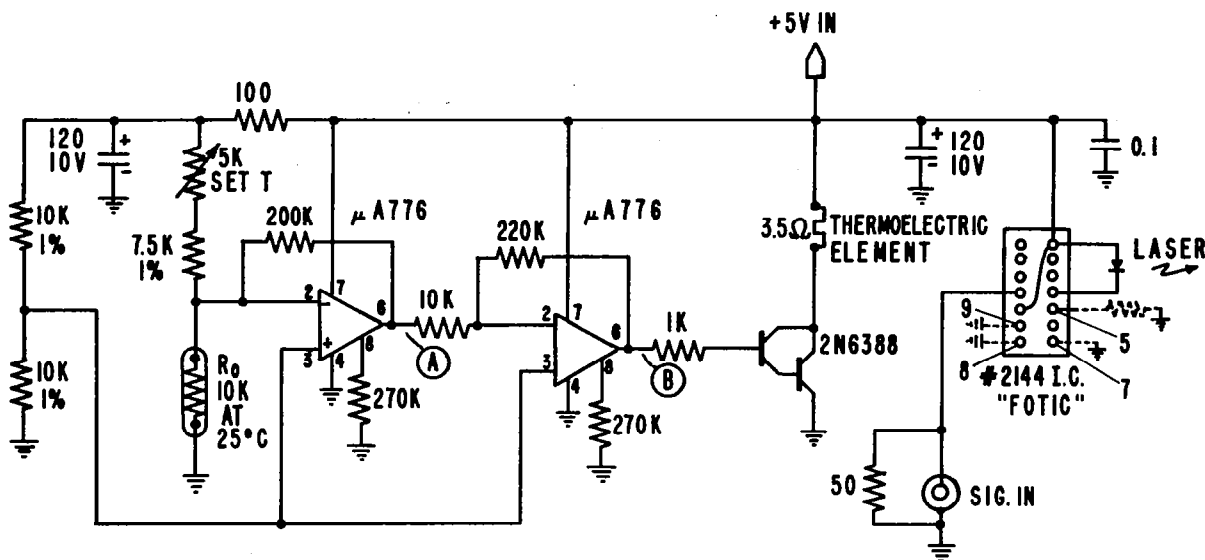 +5V IN
100
120
10V
+
-
5K
SET T
10K
1%
7.5K
1%
200K
μA776
220K
μA776
3.5Ω
THERMOELECTRIC
ELEMENT
+
120
10V
-
0.1
LASER
2
-
7
6
+
3
4
8
10K
A
2
7
6
3
4
8
1K
B
2N6388
9
5
8
7
#2144 I.C.
"FOTIC"
10K
1%
R₀
10K
AT
25°C
270K
270K
50
SIG. IN